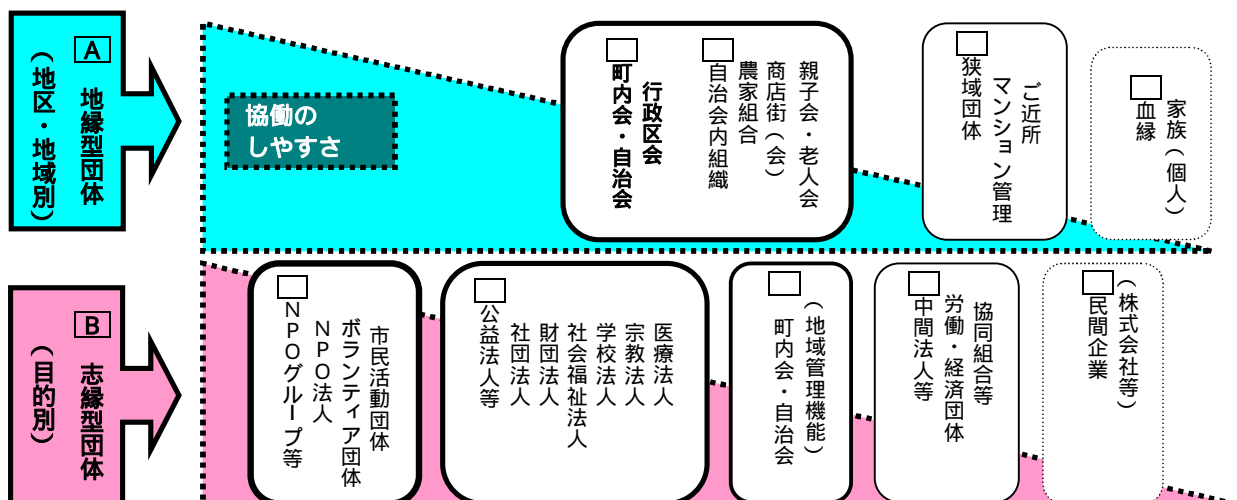 A 地縁型団体
（地区・地域別）
協働の
しやすさ
親子会・老人会
商店街（会）
農家組合
自治会内組織
行政区会
町内会・自治会
ご近所
マンション管理
狭域団体
家族（個人）
血縁
B 志縁型団体
（目的別）
市民活動団体
ボランティア団体
NPO法人
NPOグループ等
医療法人
宗教法人
学校法人
社会福祉法人
財団法人
社団法人
公益法人等
（地域管理機能）
町内会・自治会
協同組合等
労働・経済団体
中間法人等
（株式会社等）
民間企業